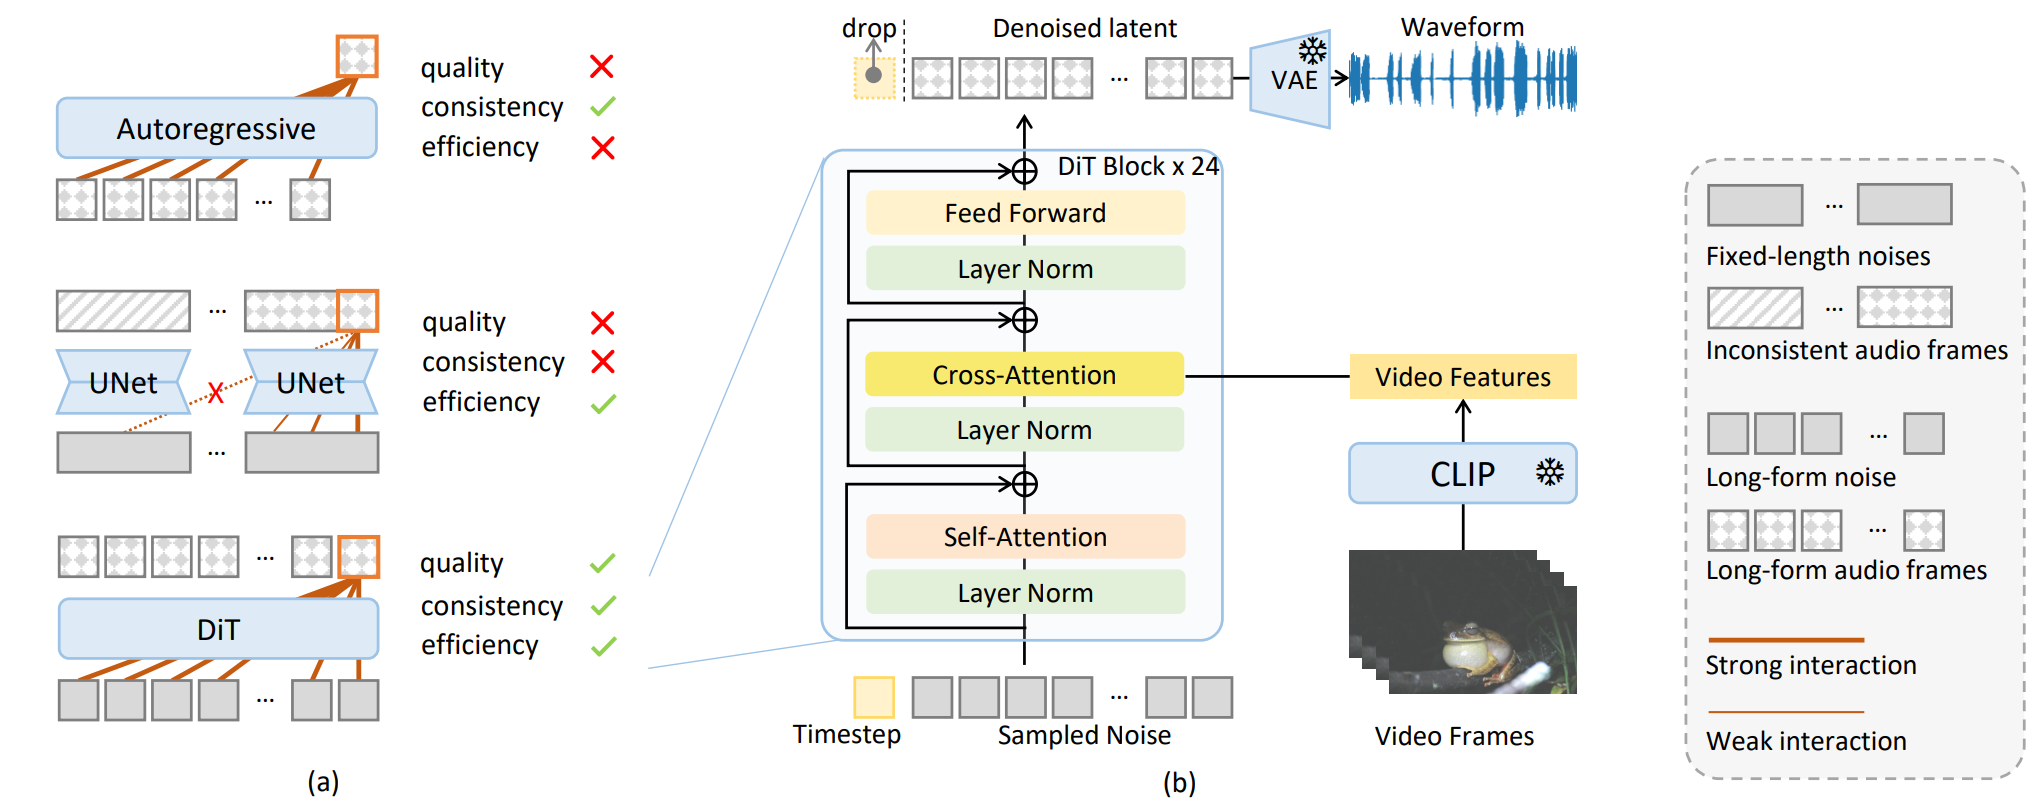 Autoregressive
...
quality
consistency
efficiency
...
UNet
X
UNet
...
quality
consistency
efficiency
...
DiT
...
quality
consistency
efficiency
(a)
drop
Denoised latent
...
VAE
Waveform
DiT Block x 24
Feed Forward
Layer Norm
Cross-Attention
Layer Norm
Self-Attention
Layer Norm
...
Timestep
Sampled Noise
Video Features
CLIP
Video Frames
(b)
...
Fixed-length noises
...
Inconsistent audio frames
...
Long-form noise
...
Long-form audio frames
Strong interaction
Weak interaction